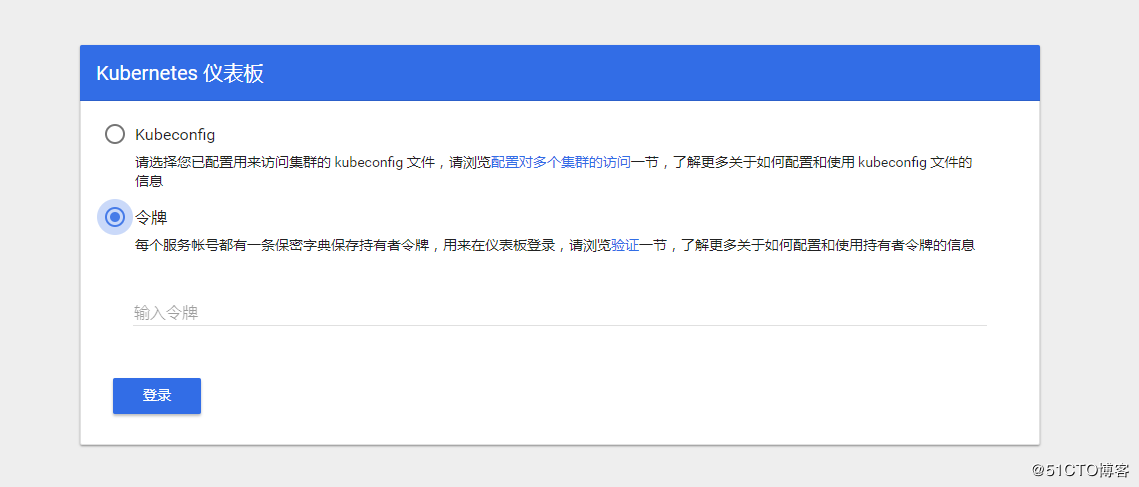 Kubernetes 仪表板
Kubeconfig
请选择您已配置用来访问集群的 kubeconfig 文件，请浏览配置对多个集群的访问一节，了解更多关于如何配置和使用 kubeconfig 文件的
信息
令牌
每个服务帐号都有一条保密字典保存持有者令牌，用来在仪表板登录，请浏览验证一节，了解更多关于如何配置和使用持有者令牌的信息
输入令牌
登录
@51CTO博客